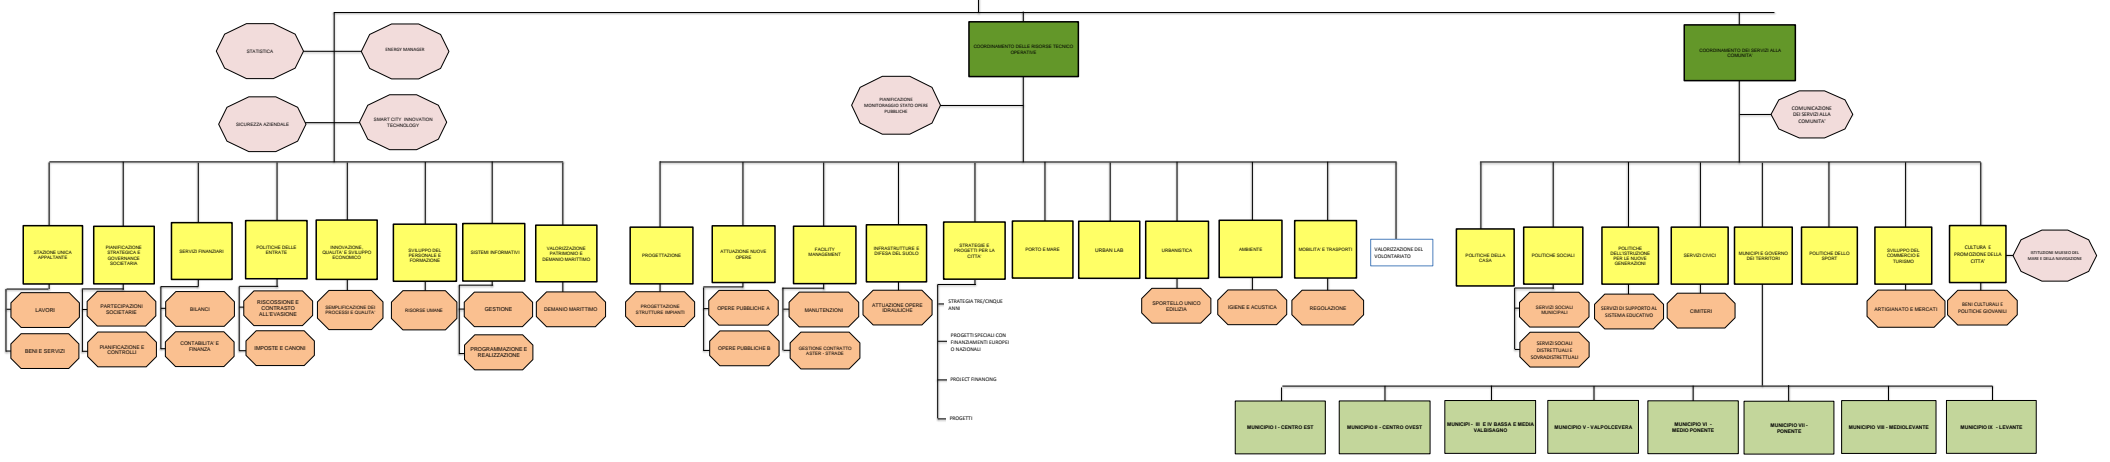 STATISTICA
ENERGY MANAGER
SICUREZZA AZIENDALE
SMART CITY INNOVATION
TECHNOLOGY
COORDINAMENTO DELLE RISORSE TECNICO
OPERATIVE
PIANIFICAZIONE
MONITORAGGIO STATO OPERE
PUBBLICHE
COORDINAMENTO DEI SERVIZI ALLA
COMUNITA'
COMUNICAZIONE
DEI SERVIZI ALLA
COMUNITA'
STAZIONE UNICA
APPALTANTE
PIANIFICAZIONE
STRATEGICA E
GOVERNANCE
SOCIETARIA
SERVIZI FINANZIARI
POLITICHE DELLE
ENTRATE
INNOVAZIONE,
QUALITA' E SVILUPPO
ECONOMICO
SVILUPPO DEL
PERSONALE E
FORMAZIONE
SISTEMI INFORMATIVI
VALORIZZAZIONE
PATRIMONIO E
DEMANIO MARITTIMO
PROGETTAZIONE
ATTUAZIONE NUOVE
OPERE
FACILITY
MANAGEMENT
INFRASTRUTTURE E
DIFESA DEL SUOLO
STRATEGIE E
PROGETTI PER LA
CITTA'
PORTO E MARE
URBAN LAB
URBANISTICA
AMBIENTE
MOBILITA' E TRASPORTI
VALORIZZAZIONE DEL
VOLONTARIATO
POLITICHE DELLA
CASA
POLITICHE SOCIALI
POLITICHE
DELL'ISTRUZIONE
PER LE NUOVE
GENERAZIONI
SERVIZI CIVICI
MUNICIPI E GOVERNO
DEI TERRITORI
POLITICHE DELLO
SPORT
SVILUPPO DEL
COMMERCIO E
TURISMO
CULTURA E
PROMOZIONE DELLA
CITTA'
ISTITUZIONE MUSEO DEL
MARE E DELLA NAVIGAZIONE
LAVORI
BENI E SERVIZI
PARTECIPAZIONI
SOCIETARIE
PIANIFICAZIONE E
CONTROLLI
BILANCI
CONTABILITA' E
FINANZA
RISCOSSIONE E
CONTRASTO
ALL'EVASIONE
IMPOSTE E CANONI
SEMPLIFICAZIONE DEI
PROCESSI E QUALITA'
RISORSE UMANE
GESTIONE
PROGRAMMAZIONE E
REALIZZAZIONE
DEMANIO MARITTIMO
PROGETTAZIONE
STRUTTURE IMPIANTI
OPERE PUBBLICHE A
OPERE PUBBLICHE B
MANUTENZIONI
GESTIONE CONTRATTO
ASTER - STRADE
ATTUAZIONE OPERE
IDRAULICHE
STRATEGIA TRE/CINQUE
ANNI
PROGETTI SPECIALI CON
FINANZIAMENTI EUROPEI
O NAZIONALI
PROJECT FINANCING
PROGETTI
SPORTELLO UNICO
EDILIZIA
IGIENE E ACUSTICA
REGOLAZIONE
SERVIZI SOCIALI
MUNICIPALI
SERVIZI SOCIALI
DISTRETTUALI E
SOVRADISTRETTUALI
SERVIZI DI SUPPORTO AL
SISTEMA EDUCATIVO
CIMITERI
ARTIGIANATO E MERCATI
BENI CULTURALI E
POLITICHE GIOVANILI
MUNICIPIO I - CENTRO EST
MUNICIPIO II - CENTRO OVEST
MUNICIPI - III E IV BASSA E MEDIA
VALBISAGNO
MUNICIPIO V - VALPOLCEVERA
MUNICIPIO VI -
MEDIO PONENTE
MUNICIPIO VII -
PONENTE
MUNICIPIO VIII - MEDIOLEVANTE
MUNICIPIO IX - LEVANTE